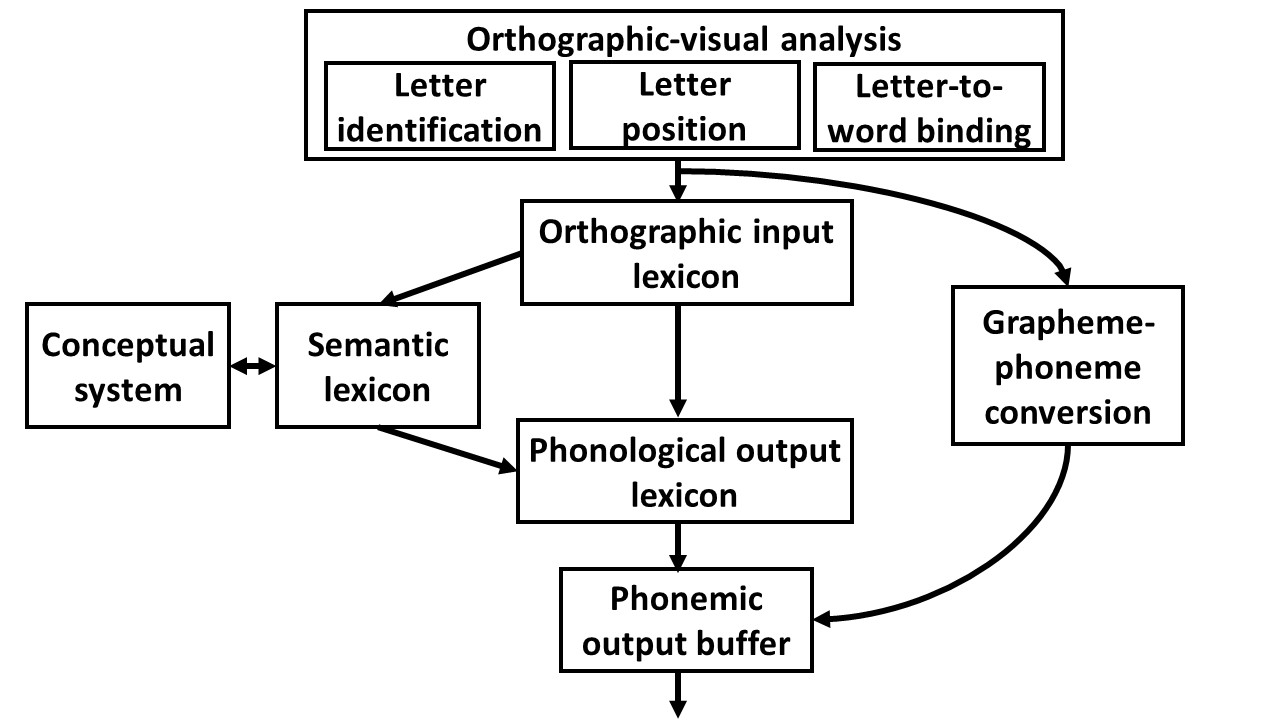 Orthographic-visual analysis
Letter
identification
Letter
position
Letter-to-
word binding
Orthographic input
lexicon
Conceptual
system
Semantic
lexicon
Grapheme-
phoneme
conversion
Phonological output
lexicon
Phonemic
output buffer